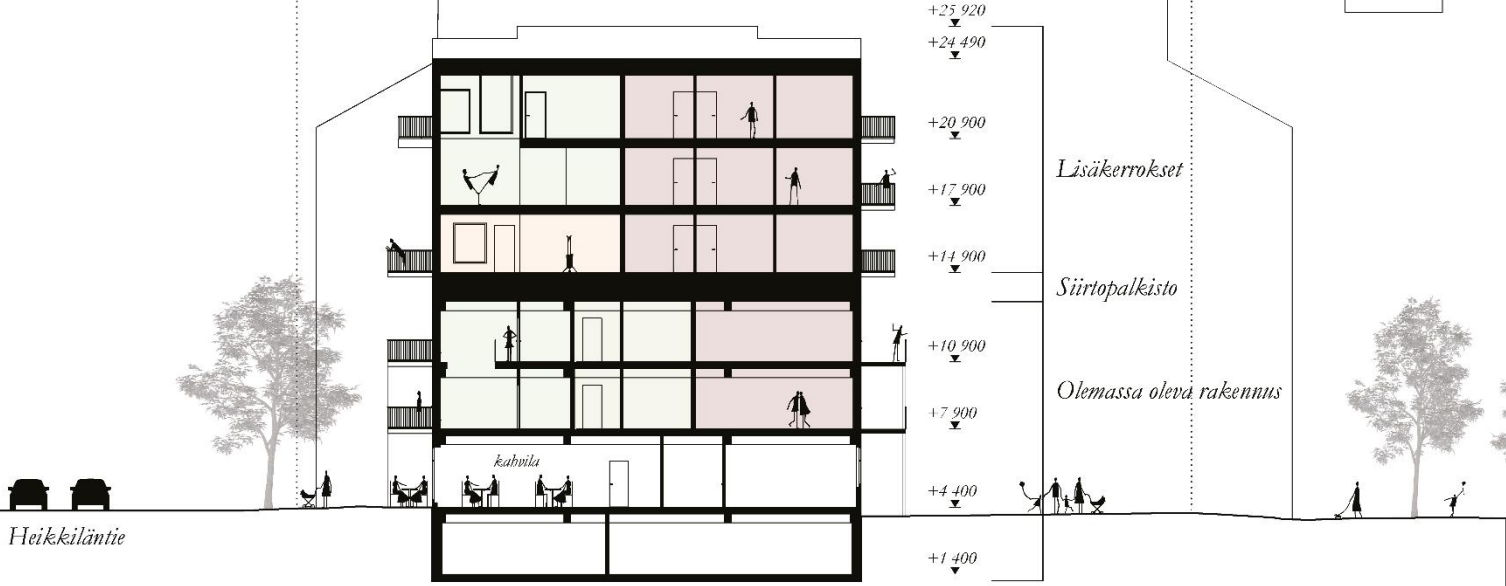 +25 920
+24 490
+20 900
Lisäkerrokset
+17 900
+14 900
Siirtopalkisto
+10 900
Olemassa oleva rakennus
+7 900
kahvila
+4 400
Heikkiläntie
+1 400